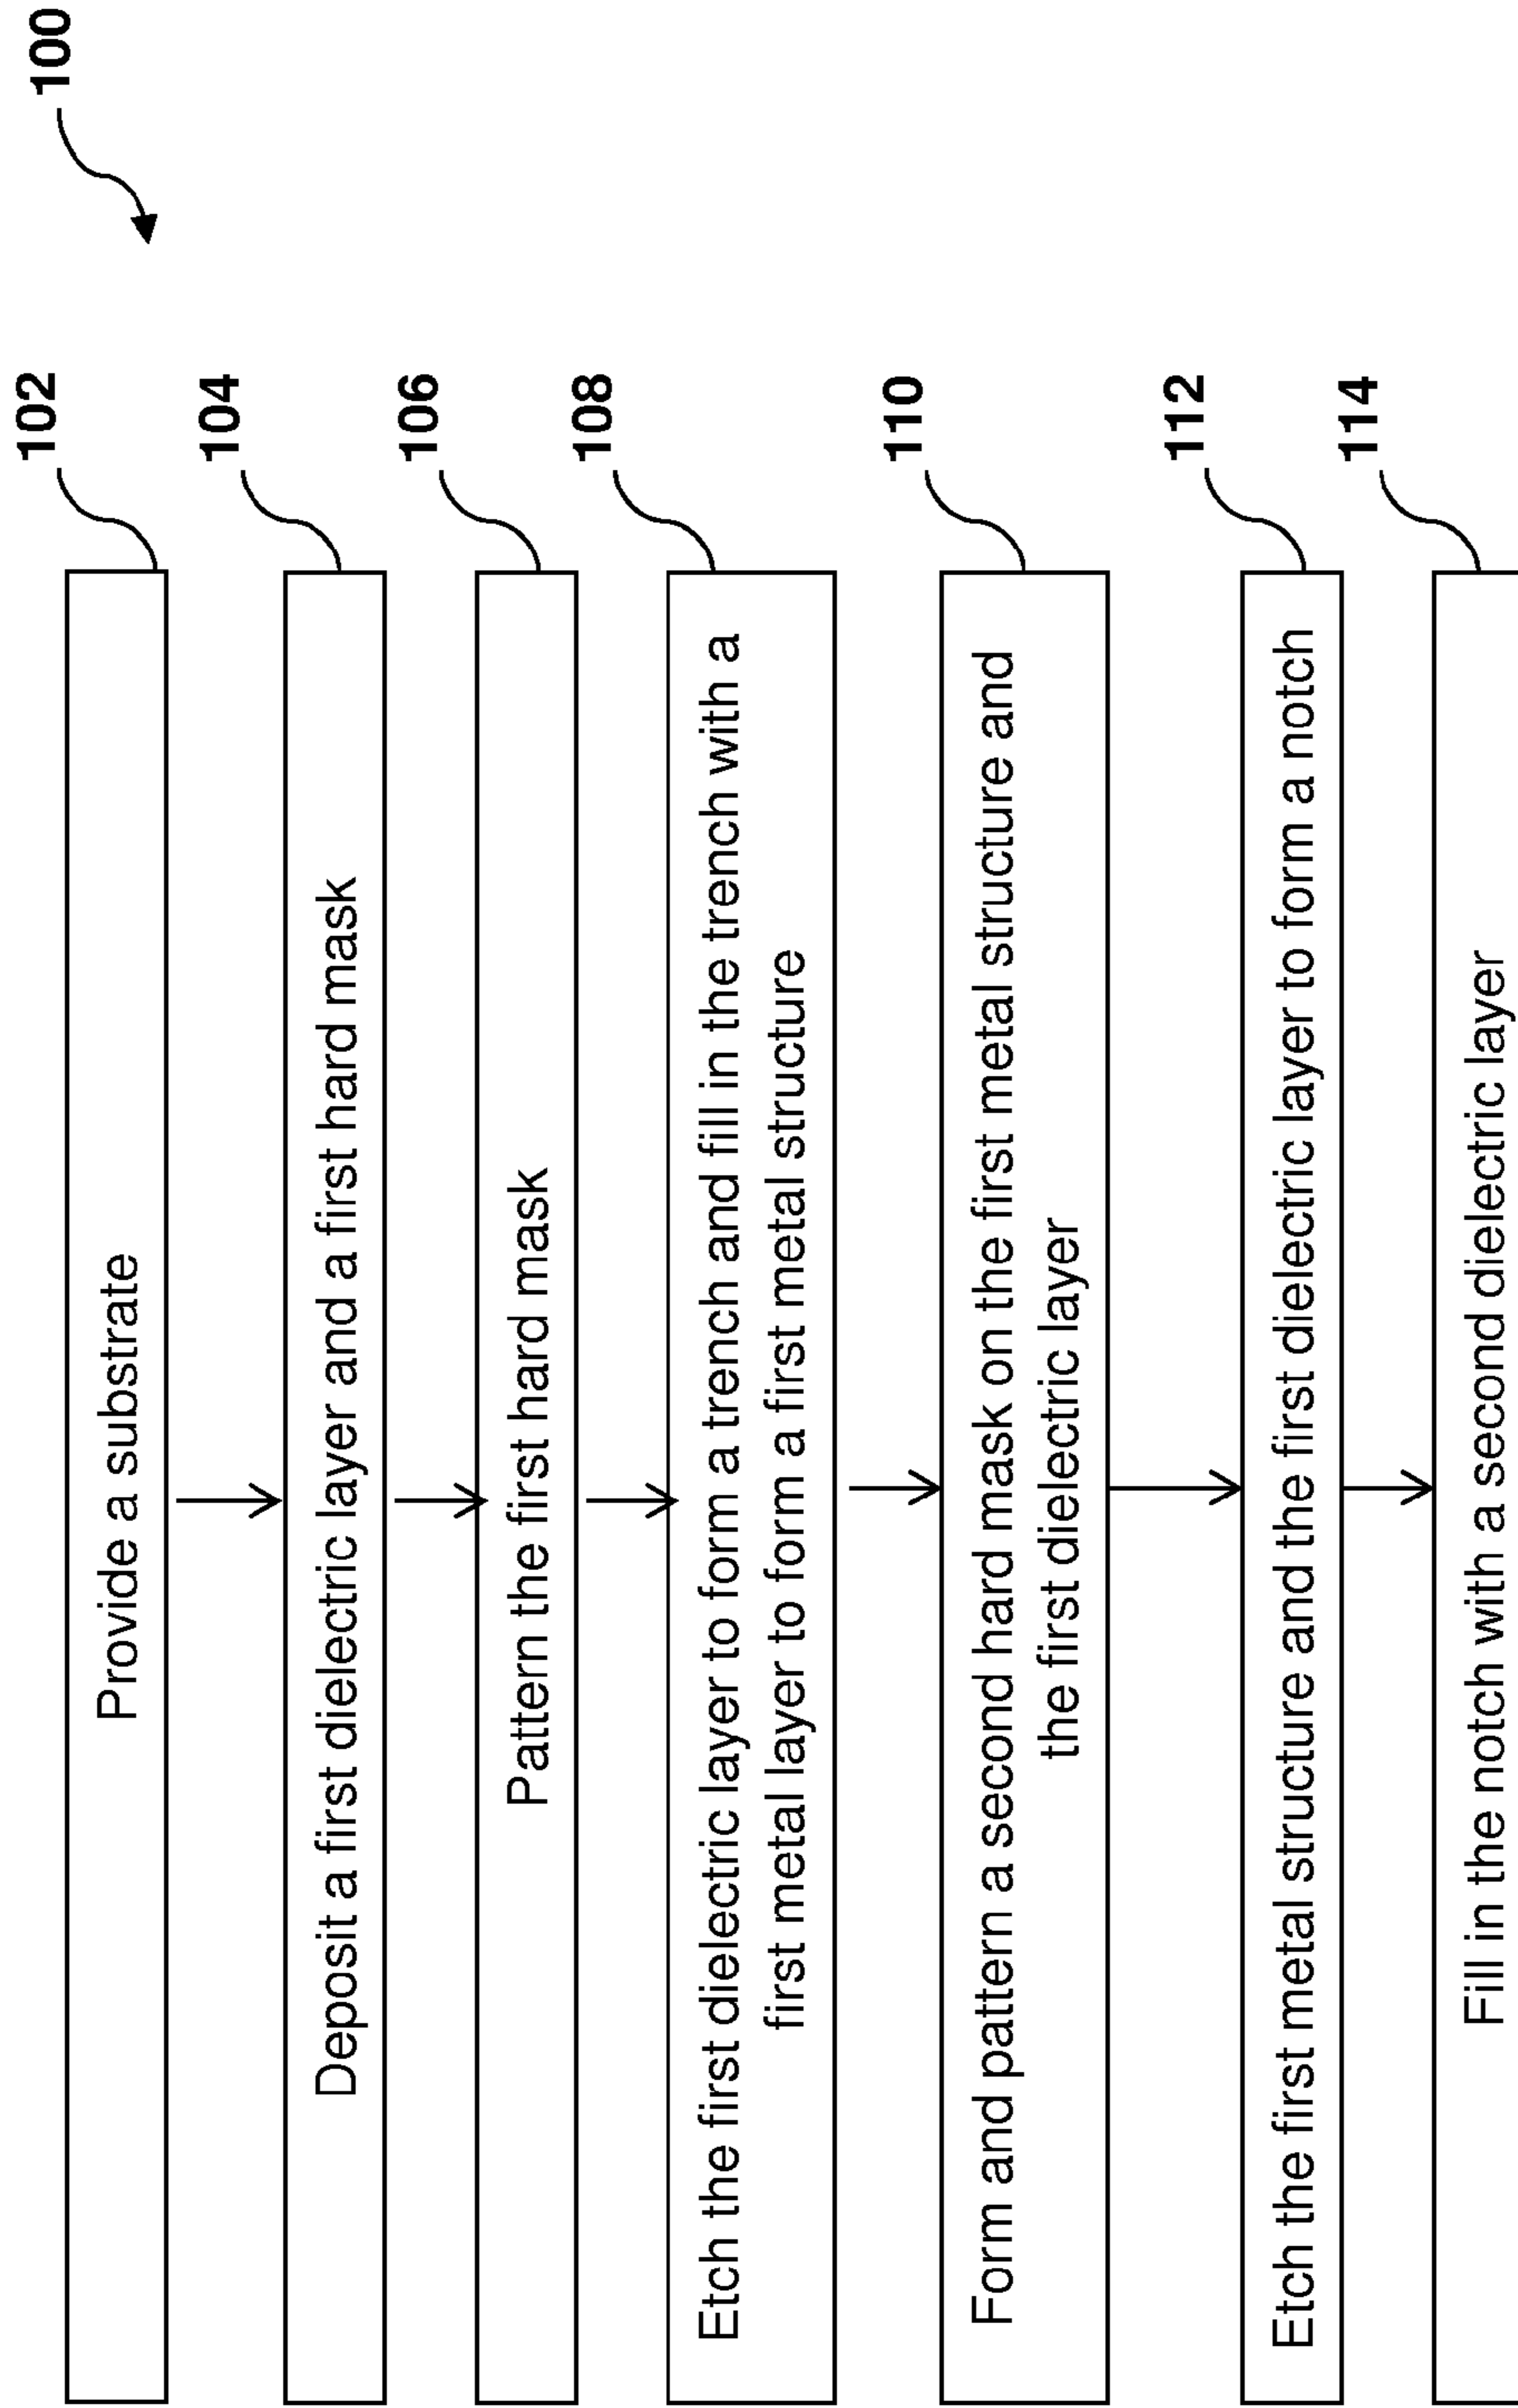 100
102
Provide a substrate
104
Deposit a first dielectric layer and a first hard mask
106
Pattern the first hard mask
108
Etch the first dielectric layer to form a trench and fill in the trench with a
first metal layer to form a first metal structure
110
Form and pattern a second hard mask on the first metal structure and
the first dielectric layer
112
Etch the first metal structure and the first dielectric layer to form a notch
114
Fill in the notch with a second dielectric layer